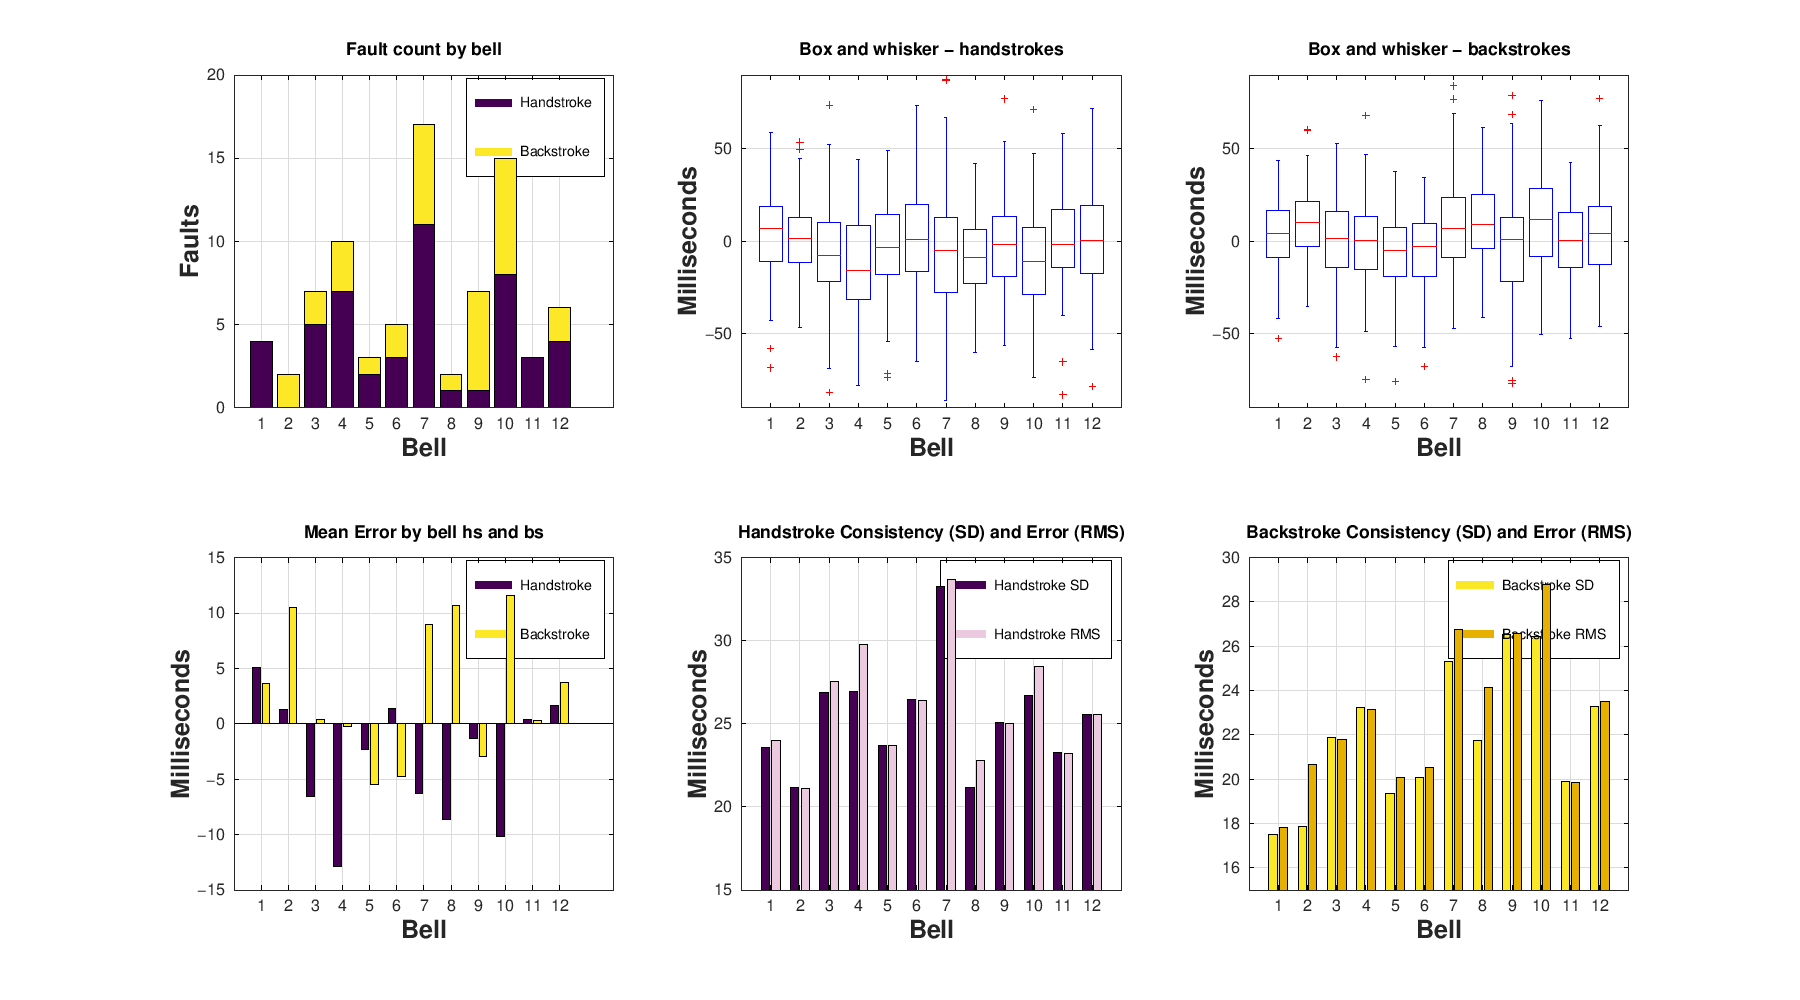 Fault count by bell
20
15
10
5
0
Faults
Handstroke
Backstroke
1 2 3 4 5 6 7 8 9 10 11 12
Bell
Box and whisker – handstrokes
50
0
−50
Milliseconds
1 2 3 4 5 6 7 8 9 10 11 12
Bell
Box and whisker – backstrokes
50
0
−50
Milliseconds
1 2 3 4 5 6 7 8 9 10 11 12
Bell
Mean Error by bell hs and bs
15
10
5
0
−5
−10
−15
Milliseconds
Handstroke
Backstroke
1 2 3 4 5 6 7 8 9 10 11 12
Bell
Handstroke Consistency (SD) and Error (RMS)
35
30
25
20
15
Milliseconds
Handstroke SD
Handstroke RMS
1 2 3 4 5 6 7 8 9 10 11 12
Bell
Backstroke Consistency (SD) and Error (RMS)
30
28
26
24
22
20
18
16
Milliseconds
Backstroke SD
Backstroke RMS
1 2 3 4 5 6 7 8 9 10 11 12
Bell